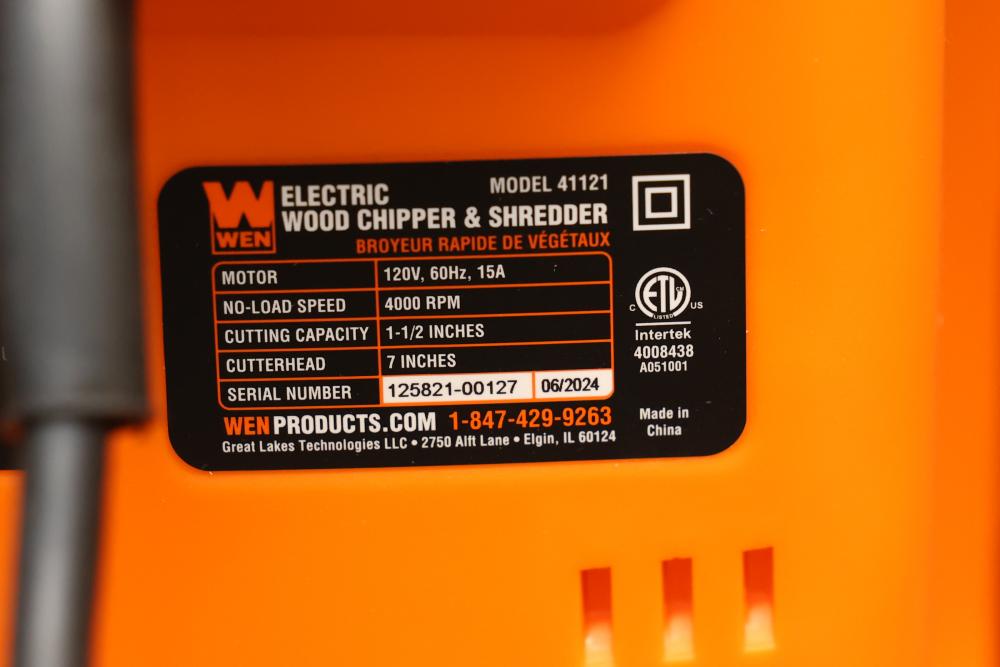 WEN
ELECTRIC MODEL 41121
WOOD CHIPPER & SHREDDER
BROYEUR RAPIDE DE VÉGÉTAUX
MOTOR 120V, 60Hz, 15A
NO-LOAD SPEED 4000 RPM
CUTTING CAPACITY 1-1/2 INCHES
CUTTERHEAD 7 INCHES
SERIAL NUMBER 125821-00127 06/2024
WENPRODUCTS.COM 1-847-429-9263
Great Lakes Technologies LLC • 2750 Alft Lane • Elgin, IL 60124
C ETL CM US
LISTED
Intertek
4008438
A051001
Made in
China